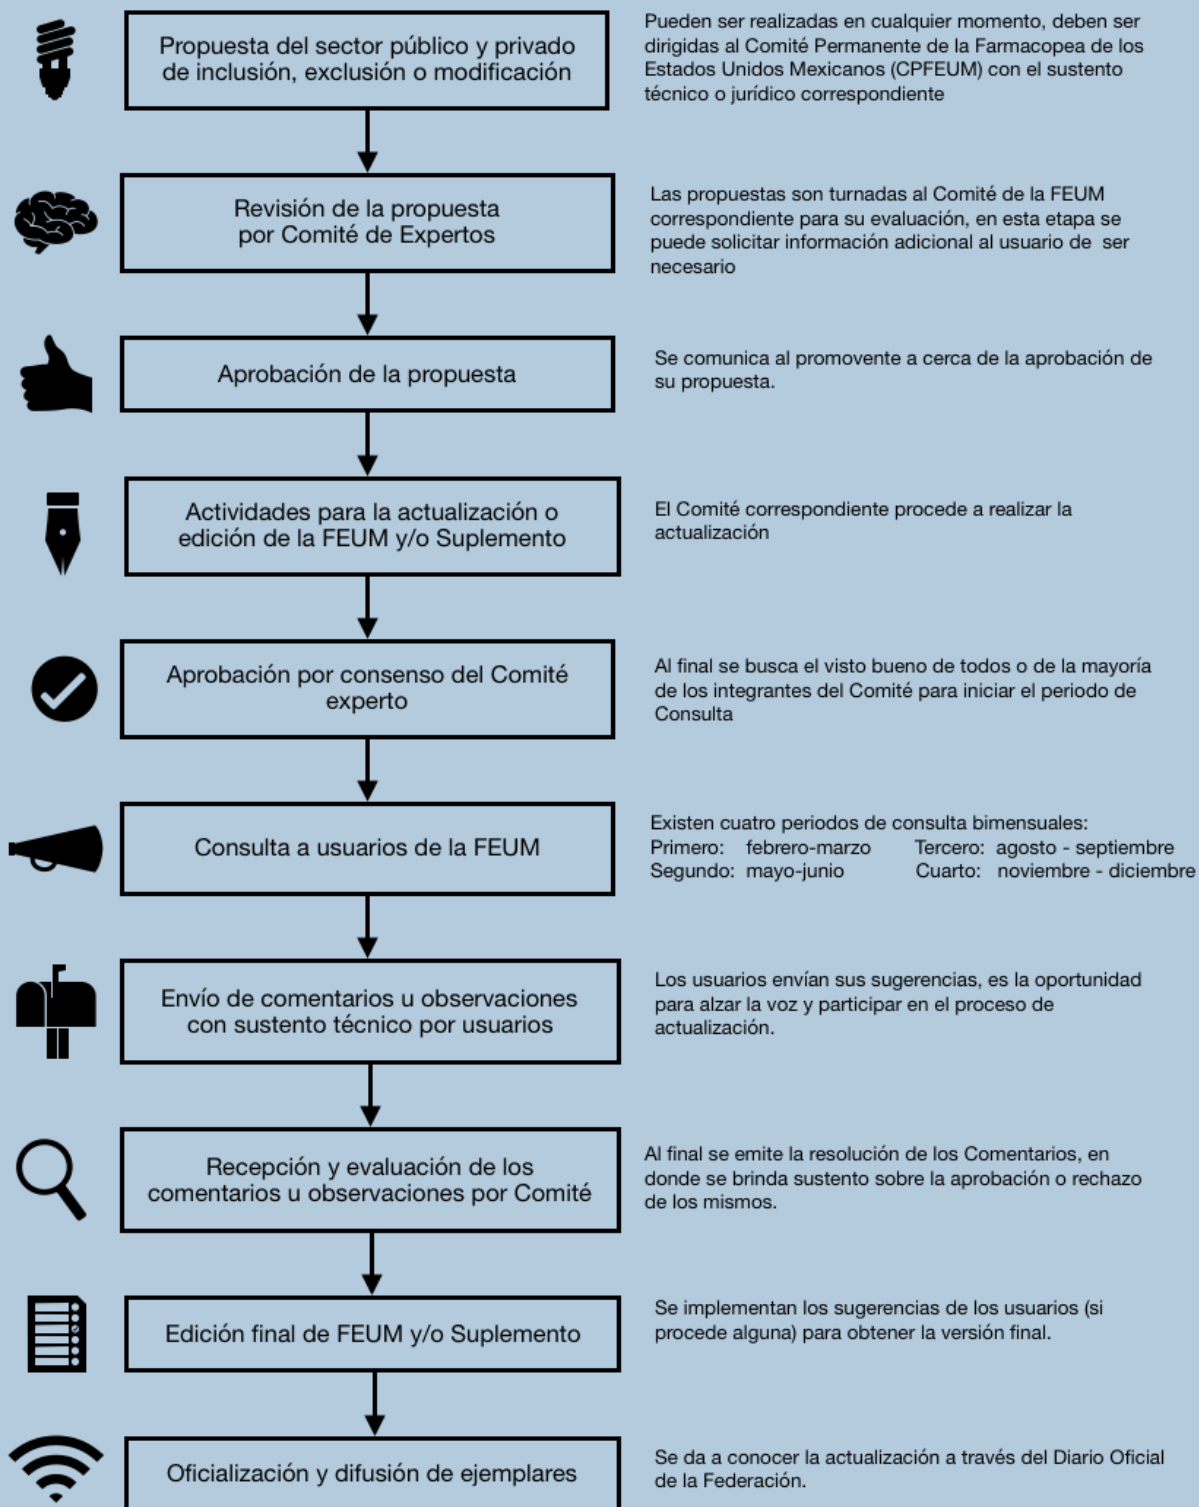 Propuesta del sector público y privado
de inclusión, exclusión o modificación
Pueden ser realizadas en cualquier momento, deben ser
dirigidas al Comité Permanente de la Farmacopea de los
Estados Unidos Mexicanos (CPFEUM) con el sustento
técnico o jurídico correspondiente
Revisión de la propuesta
por Comité de Expertos
Las propuestas son turnadas al Comité de la FEUM
correspondiente para su evaluación, en esta etapa se
puede solicitar información adicional al usuario de ser
necesario
Aprobación de la propuesta
Se comunica al promovente a cerca de la aprobación de
su propuesta.
Actividades para la actualización o
edición de la FEUM y/o Suplemento
El Comité correspondiente procede a realizar la
actualización
Aprobación por consenso del Comité
experto
Al final se busca el visto bueno de todos o de la mayoría
de los integrantes del Comité para iniciar el periodo de
Consulta
Consulta a usuarios de la FEUM
Existen cuatro periodos de consulta bimensuales:
Primero: febrero-marzo Tercero: agosto - septiembre
Segundo: mayo-junio Cuarto: noviembre - diciembre
Envío de comentarios u observaciones
con sustento técnico por usuarios
Los usuarios envían sus sugerencias, es la oportunidad
para alzar la voz y participar en el proceso de
actualización.
Recepción y evaluación de los
comentarios u observaciones por Comité
Al final se emite la resolución de los Comentarios, en
donde se brinda sustento sobre la aprobación o rechazo
de los mismos.
Edición final de FEUM y/o Suplemento
Se implementan los sugerencias de los usuarios (si
procede alguna) para obtener la versión final.
Oficialización y difusión de ejemplares
Se da a conocer la actualización a través del Diario Oficial
de la Federación.